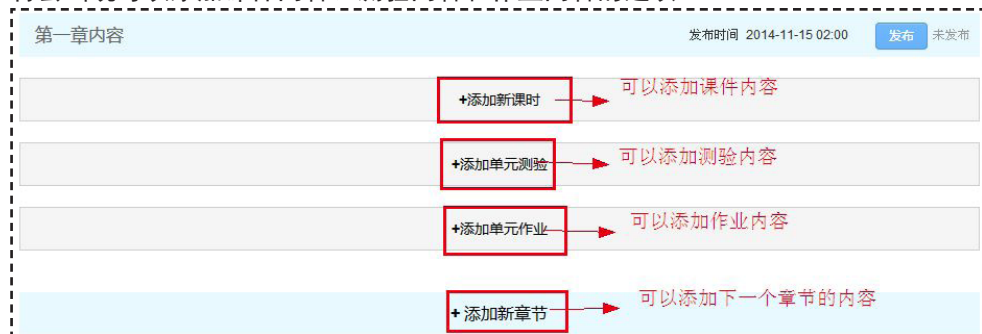 第一章内容 发布时间 2014-11-15 02:00 发布 未发布
+添加新课时 可以添加课件内容
+添加单元测验 可以添加测验内容
+添加单元作业 可以添加作业内容
+ 添加新章节 可以添加下一个章节的内容